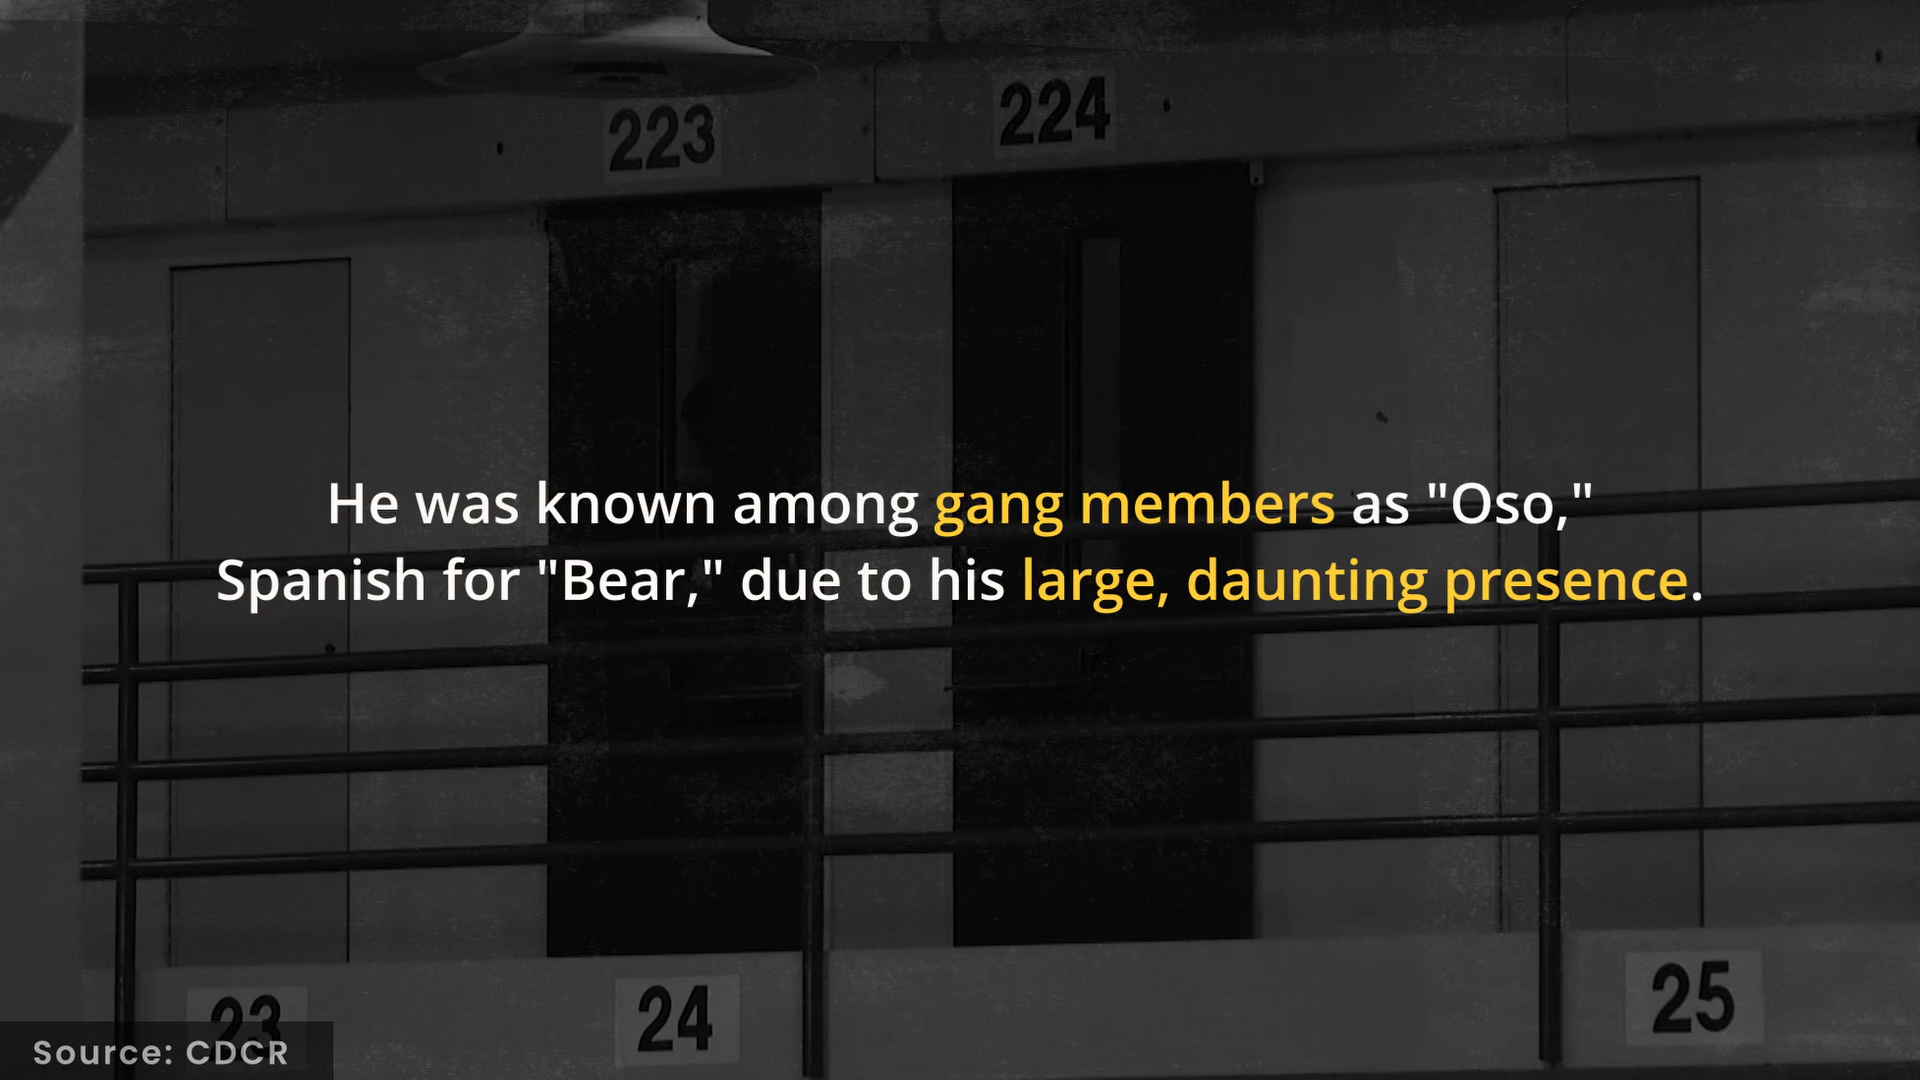 223
224
He was known among gang members as "Oso,"
Spanish for "Bear," due to his large, daunting presence.
23
24
25
Source: CDCR